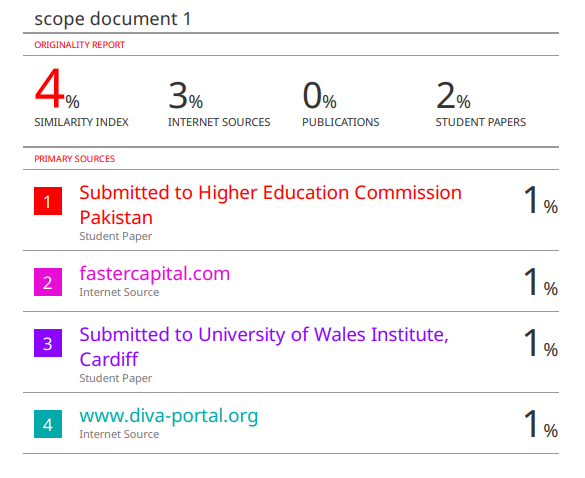 scope document 1
ORIGINALITY REPORT
4% 3% 0% 2%
SIMILARITY INDEX INTERNET SOURCES PUBLICATIONS STUDENT PAPERS
PRIMARY SOURCES
1 Submitted to Higher Education Commission 1%
Pakistan
Student Paper
2 fastercapital.com 1%
Internet Source
3 Submitted to University of Wales Institute, 1%
Cardiff
Student Paper
4 www.diva-portal.org 1%
Internet Source